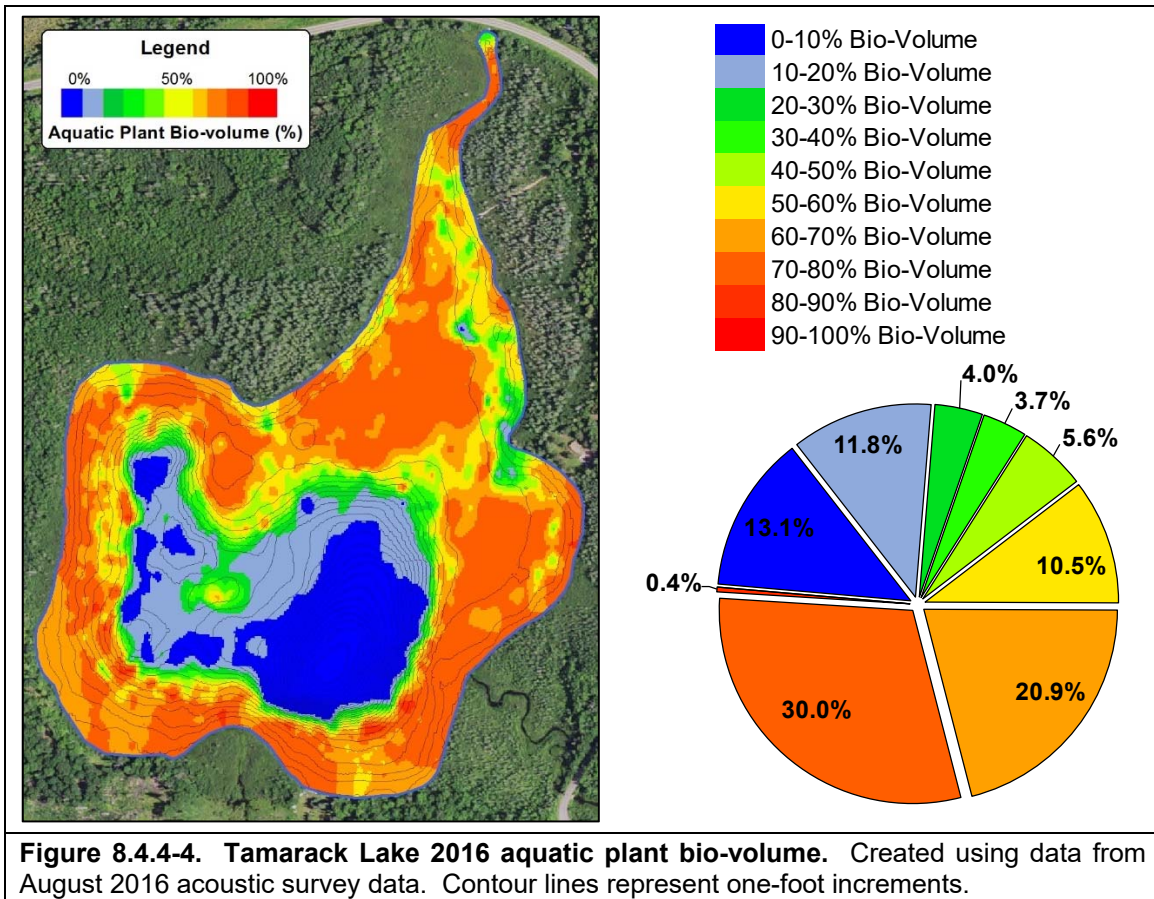 Legend
0% 50% 100%
Aquatic Plant Bio-volume (%)
0-10% Bio-Volume
10-20% Bio-Volume
20-30% Bio-Volume
30-40% Bio-Volume
40-50% Bio-Volume
50-60% Bio-Volume
60-70% Bio-Volume
70-80% Bio-Volume
80-90% Bio-Volume
90-100% Bio-Volume
4.0%
3.7%
5.6%
11.8%
13.1%
10.5%
0.4%
20.9%
30.0%
Figure 8.4.4-4. Tamarack Lake 2016 aquatic plant bio-volume. Created using data from
August 2016 acoustic survey data. Contour lines represent one-foot increments.